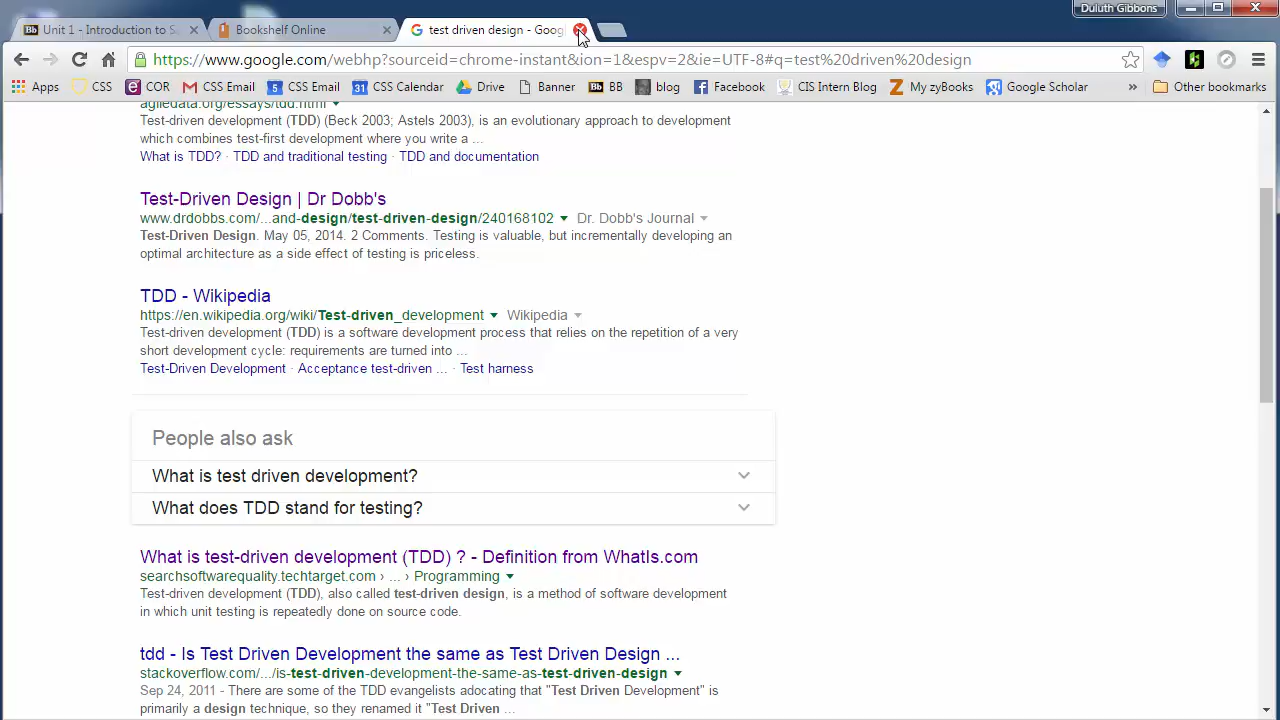 Duluth Gibbons
Unit 1 - Introduction to S
Bookshelf Online
test driven design - Goog
https://www.google.com/webhp?sourceid=chrome-instant&ion=1&espv=2&ie=UTF-8#q=test%20driven%20design
Apps CSS COR CSS Email 5 CSS Email 31 CSS Calendar Drive Banner Bb BB blog Facebook CIS Intern Blog My zyBooks Google Scholar » Other bookmarks
agiledata.org/essays/tdd.html
Test-driven development (TDD) (Beck 2003; Astels 2003), is an evolutionary approach to development
which combines test-first development where you write a ...
What is TDD? · TDD and traditional testing · TDD and documentation
Test-Driven Design | Dr Dobb's
www.drdobbs.com/...and-design/test-driven-design/240168102 Dr. Dobb's Journal
Test-Driven Design. May 05, 2014. 2 Comments. Testing is valuable, but incrementally developing an
optimal architecture as a side effect of testing is priceless.
TDD - Wikipedia
https://en.wikipedia.org/wiki/Test-driven_development Wikipedia
Test-driven development (TDD) is a software development process that relies on the repetition of a very
short development cycle: requirements are turned into ...
Test-Driven Development · Acceptance test-driven ... · Test harness
People also ask
What is test driven development?
What does TDD stand for testing?
What is test-driven development (TDD) ? - Definition from WhatIs.com
searchsoftwarequality.techtarget.com › ... › Programming
Test-driven development (TDD), also called test-driven design, is a method of software development
in which unit testing is repeatedly done on source code.
tdd - Is Test Driven Development the same as Test Driven Design ...
stackoverflow.com/.../is-test-driven-development-the-same-as-test-driven-design
Sep 24, 2011 - There are some of the TDD evangelists adocating that "Test Driven Development" is
primarily a design technique, so they renamed it "Test Driven ...